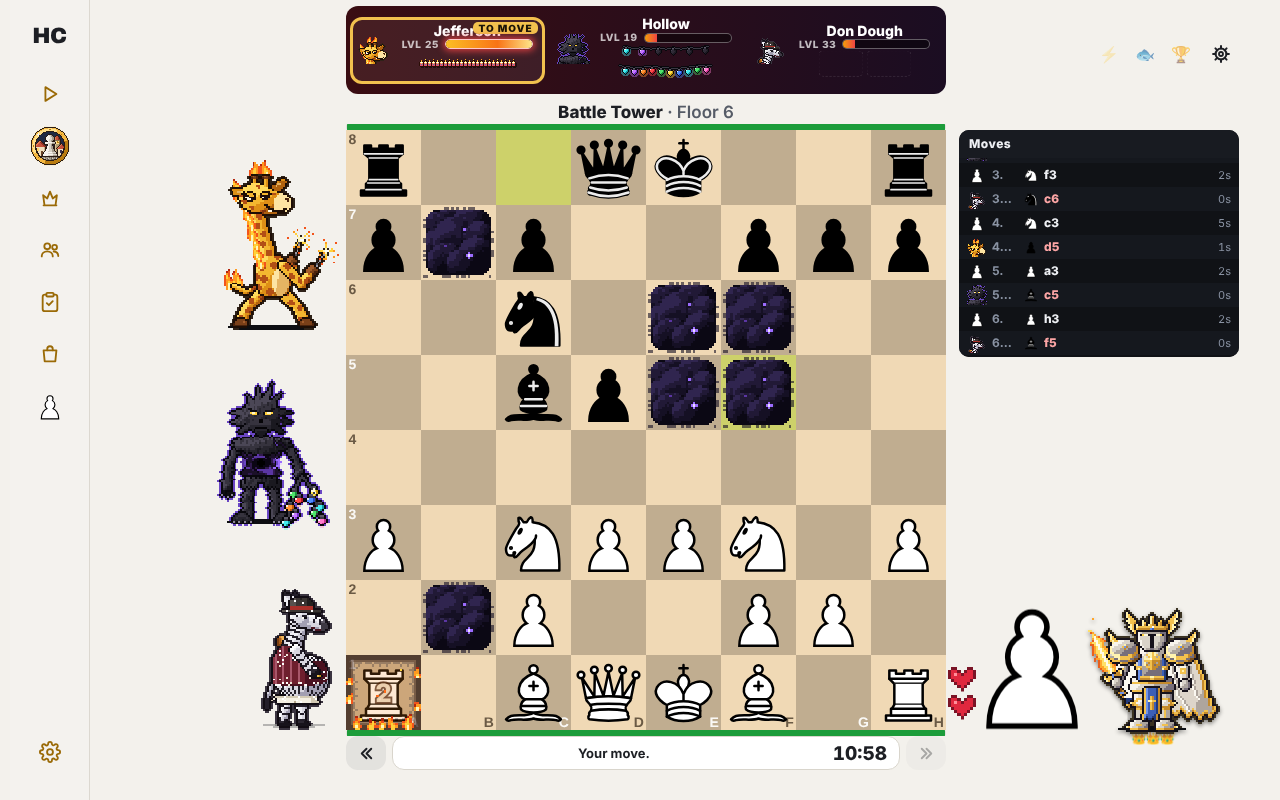 HC
Jefferson
TO MOVE
LVL 25
Hollow
LVL 19
Don Dough
LVL 33
Battle Tower · Floor 6
8
7
6
5
4
3
2
2
B
C
D
E
F
G
H
Moves
3. f3 2s
3... c6 0s
4. c3 5s
4... d5 1s
5. a3 2s
5... c5 0s
6. h3 2s
6... f5 0s
Your move.
10:58